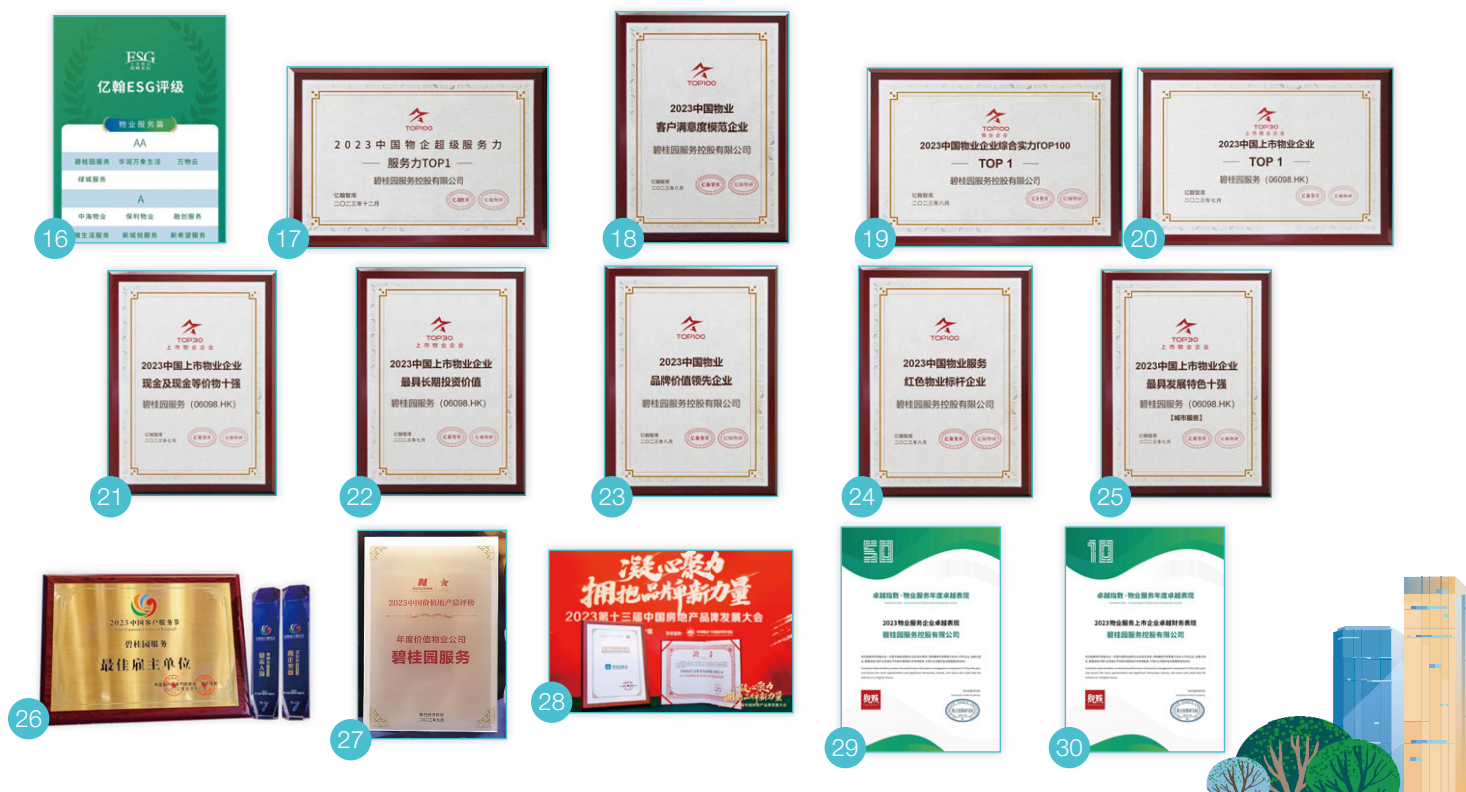 ESG
亿翰ESG评级
物业服务篇
AA
碧桂园服务 华润万象生活 万物云
绿城服务
A
中海物业 保利物业 融创服务
雅生活服务 新城悦服务 新希望服务
16
TOP100
2023中国物企超级服务力
服务力TOP1
碧桂园服务控股有限公司
亿翰智库
二〇二三年十二月
17
TOP100
2023中国物业
客户满意度模范企业
碧桂园服务控股有限公司
亿翰智库
二〇二三年八月
18
TOP100
物业企业
2023中国物业企业综合实力TOP100
TOP 1
碧桂园服务控股有限公司
亿翰智库
二〇二三年八月
19
TOP30
上市物业企业
2023中国上市物业企业
TOP 1
碧桂园服务（06098.HK）
亿翰智库
二〇二三年七月
20
TOP30
上市物业企业
2023中国上市物业企业
现金及现金等价物十强
碧桂园服务（06098.HK）
亿翰智库
二〇二三年七月
21
TOP30
上市物业企业
2023中国上市物业企业
最具长期投资价值
碧桂园服务（06098.HK）
亿翰智库
二〇二三年七月
22
TOP100
2023中国物业
品牌价值领先企业
碧桂园服务控股有限公司
亿翰智库
二〇二三年八月
23
TOP100
2023中国物业服务
红色物业标杆企业
碧桂园服务控股有限公司
亿翰智库
二〇二三年八月
24
TOP30
上市物业企业
2023中国上市物业企业
最具发展特色十强
碧桂园服务（06098.HK）
【城市服务】
亿翰智库
二〇二三年七月
25
2023中国客户服务节
碧桂园服务
最佳雇主单位
26
2023中国价值地产总评榜
年度价值物业公司
碧桂园服务
每日经济新闻
二〇二三年九月
27
凝心聚力
拥抱品牌新力量
2023第十三届中国房地产品牌发展大会
28
50
卓越指数·物业服务年度卓越表现
2023物业服务企业卓越表现
碧桂园服务控股有限公司
29
10
卓越指数·物业服务年度卓越表现
2023物业服务上市企业卓越财务表现
碧桂园服务控股有限公司
30